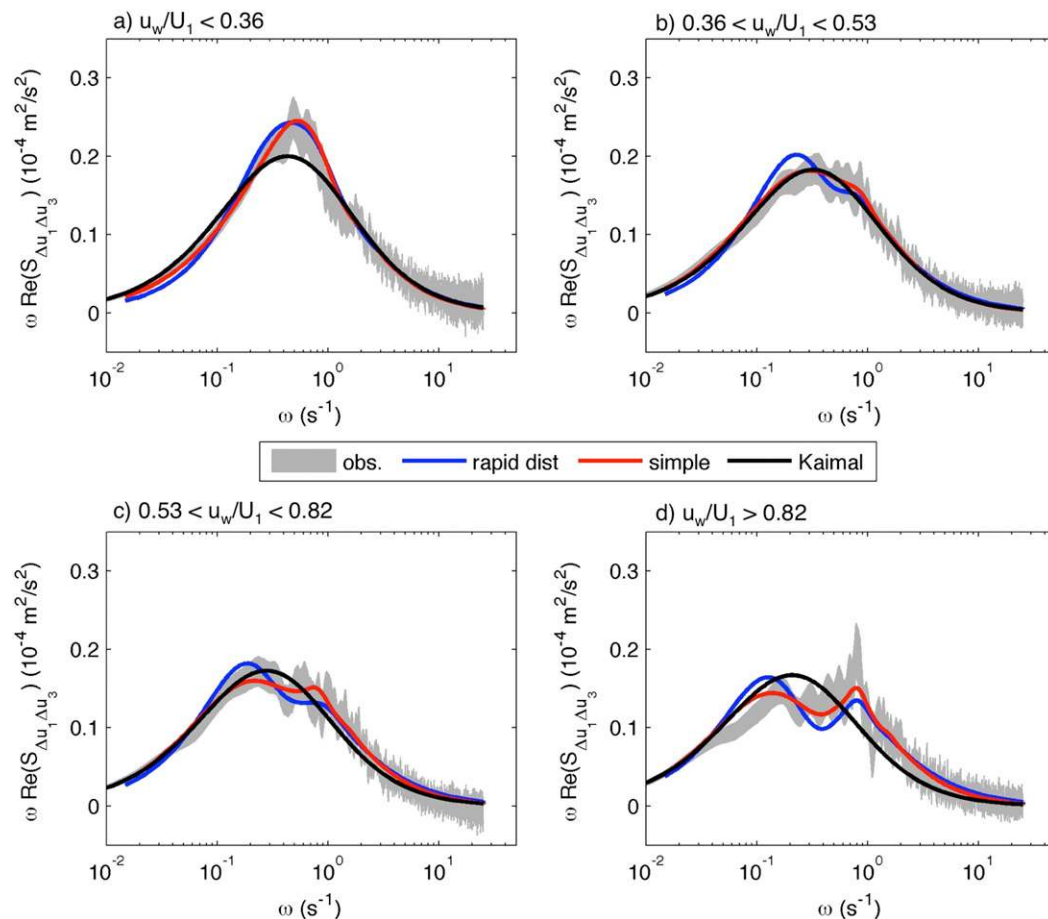 a) u_w/U_1 < 0.36
b) 0.36 < u_w/U_1 < 0.53
ω Re(S_Δu_1Δu_3) (10^-4 m^2/s^2)
0.3
0.2
0.1
0
10^-2 10^-1 10^0 10^1
ω (s^-1)
ω Re(S_Δu_1Δu_3) (10^-4 m^2/s^2)
0.3
0.2
0.1
0
10^-2 10^-1 10^0 10^1
ω (s^-1)
obs. rapid dist simple Kaimal
c) 0.53 < u_w/U_1 < 0.82
d) u_w/U_1 > 0.82
ω Re(S_Δu_1Δu_3) (10^-4 m^2/s^2)
0.3
0.2
0.1
0
10^-2 10^-1 10^0 10^1
ω (s^-1)
ω Re(S_Δu_1Δu_3) (10^-4 m^2/s^2)
0.3
0.2
0.1
0
10^-2 10^-1 10^0 10^1
ω (s^-1)